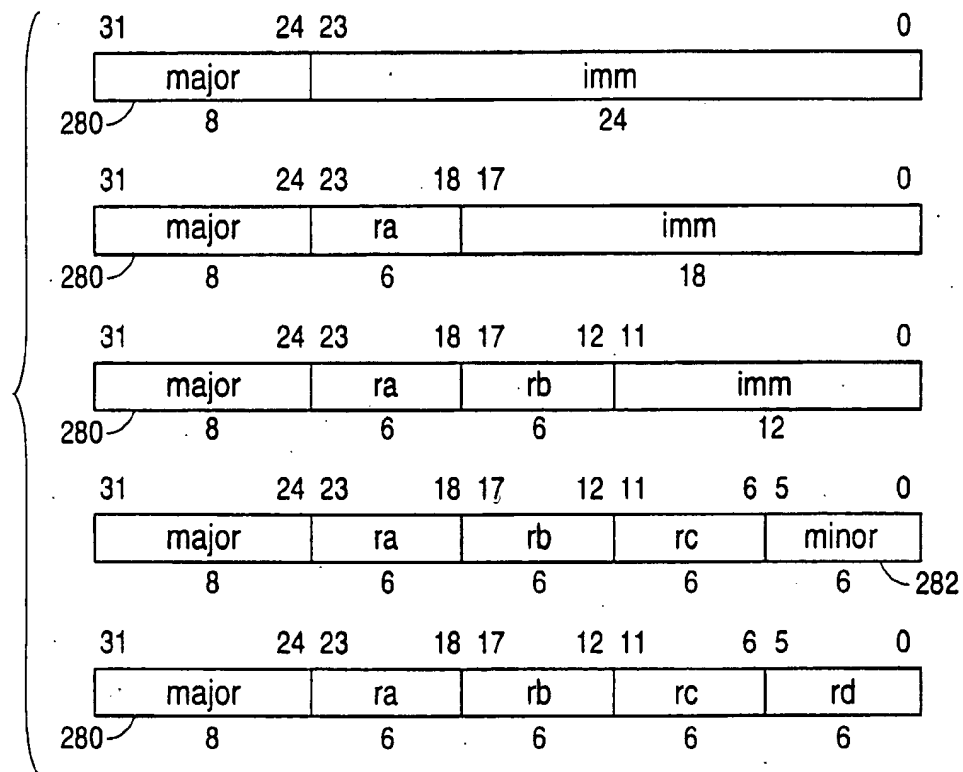 31 24 23 0
major imm
280 8 24
31 24 23 18 17 0
major ra imm
280 8 6 18
31 24 23 18 17 12 11 0
major ra rb imm
280 8 6 6 12
31 24 23 18 17 12 11 6 5 0
major ra rb rc minor
8 6 6 6 6 282
31 24 23 18 17 12 11 6 5 0
major ra rb rc rd
280 8 6 6 6 6